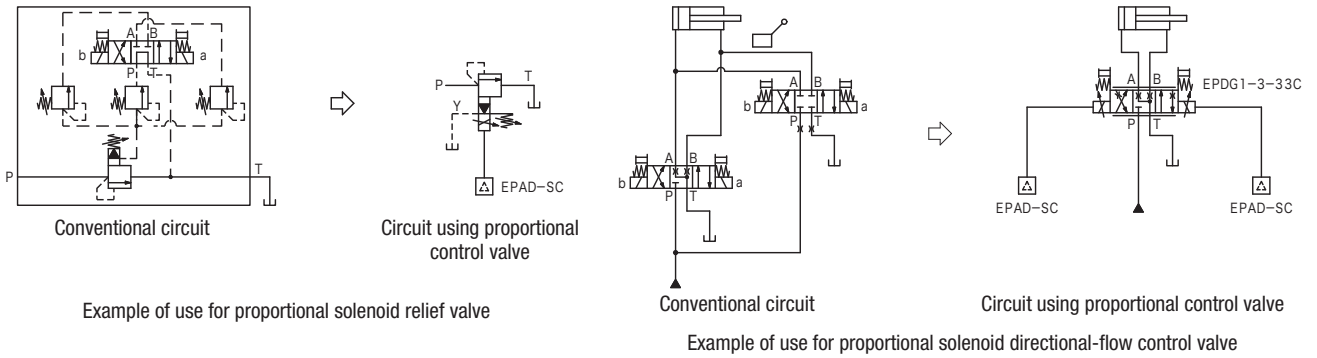 A B
b a
P T
P
T
Conventional circuit
P T
Y
EPAD-SC
Circuit using proportional
control valve
Example of use for proportional solenoid relief valve
A B
b a
P T
A B
b a
P T
Conventional circuit
A B
EPDG1-3-33C
P T
EPAD-SC
EPAD-SC
Circuit using proportional control valve
Example of use for proportional solenoid directional-flow control valve